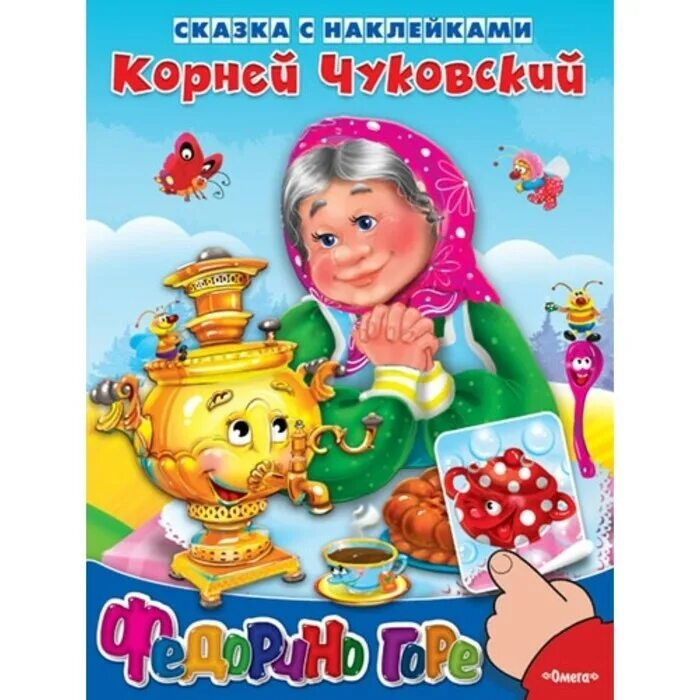 СКАЗКА С НАКЛЕЙКАМИ
Корней Чуковский
Федорино горе
«Омега»